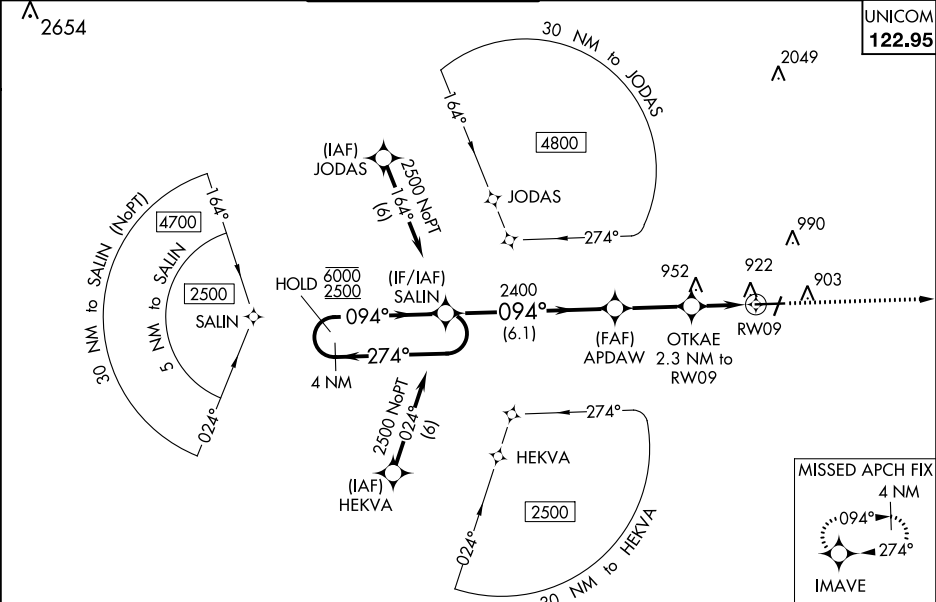 2654
UNICOM
122.95
2049
30 NM to JODAS
164°
4800
JODAS
274°
(IAF)
JODAS
2500 NoPT
164°
(6)
30 NM to SALIN (NoPT)
164°
4700
5 NM to SALIN
2500
SALIN
024°
HOLD
6000
2500
(IF/IAF)
SALIN
094°
274°
4 NM
2400
094°
(6.1)
(FAF)
APDAW
952
OTKAE
2.3 NM to
RW09
922
990
903
RW09
2500 NoPT
024°
(6)
(IAF)
HEKVA
274°
HEKVA
2500
024°
30 NM to HEKVA
MISSED APCH FIX
4 NM
094°
274°
IMAVE